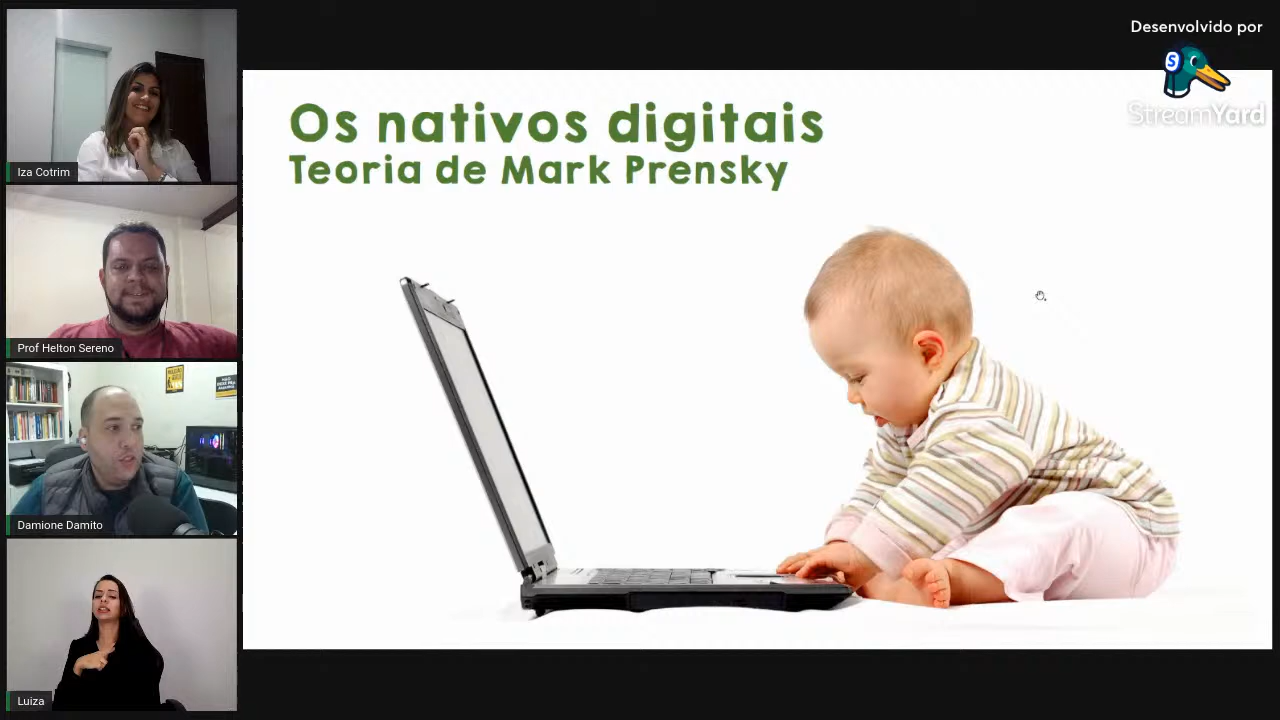 Desenvolvido por
StreamYard
Os nativos digitais
Teoria de Mark Prensky
Iza Cotrim
Prof Helton Sereno
Damione Damito
Luiza